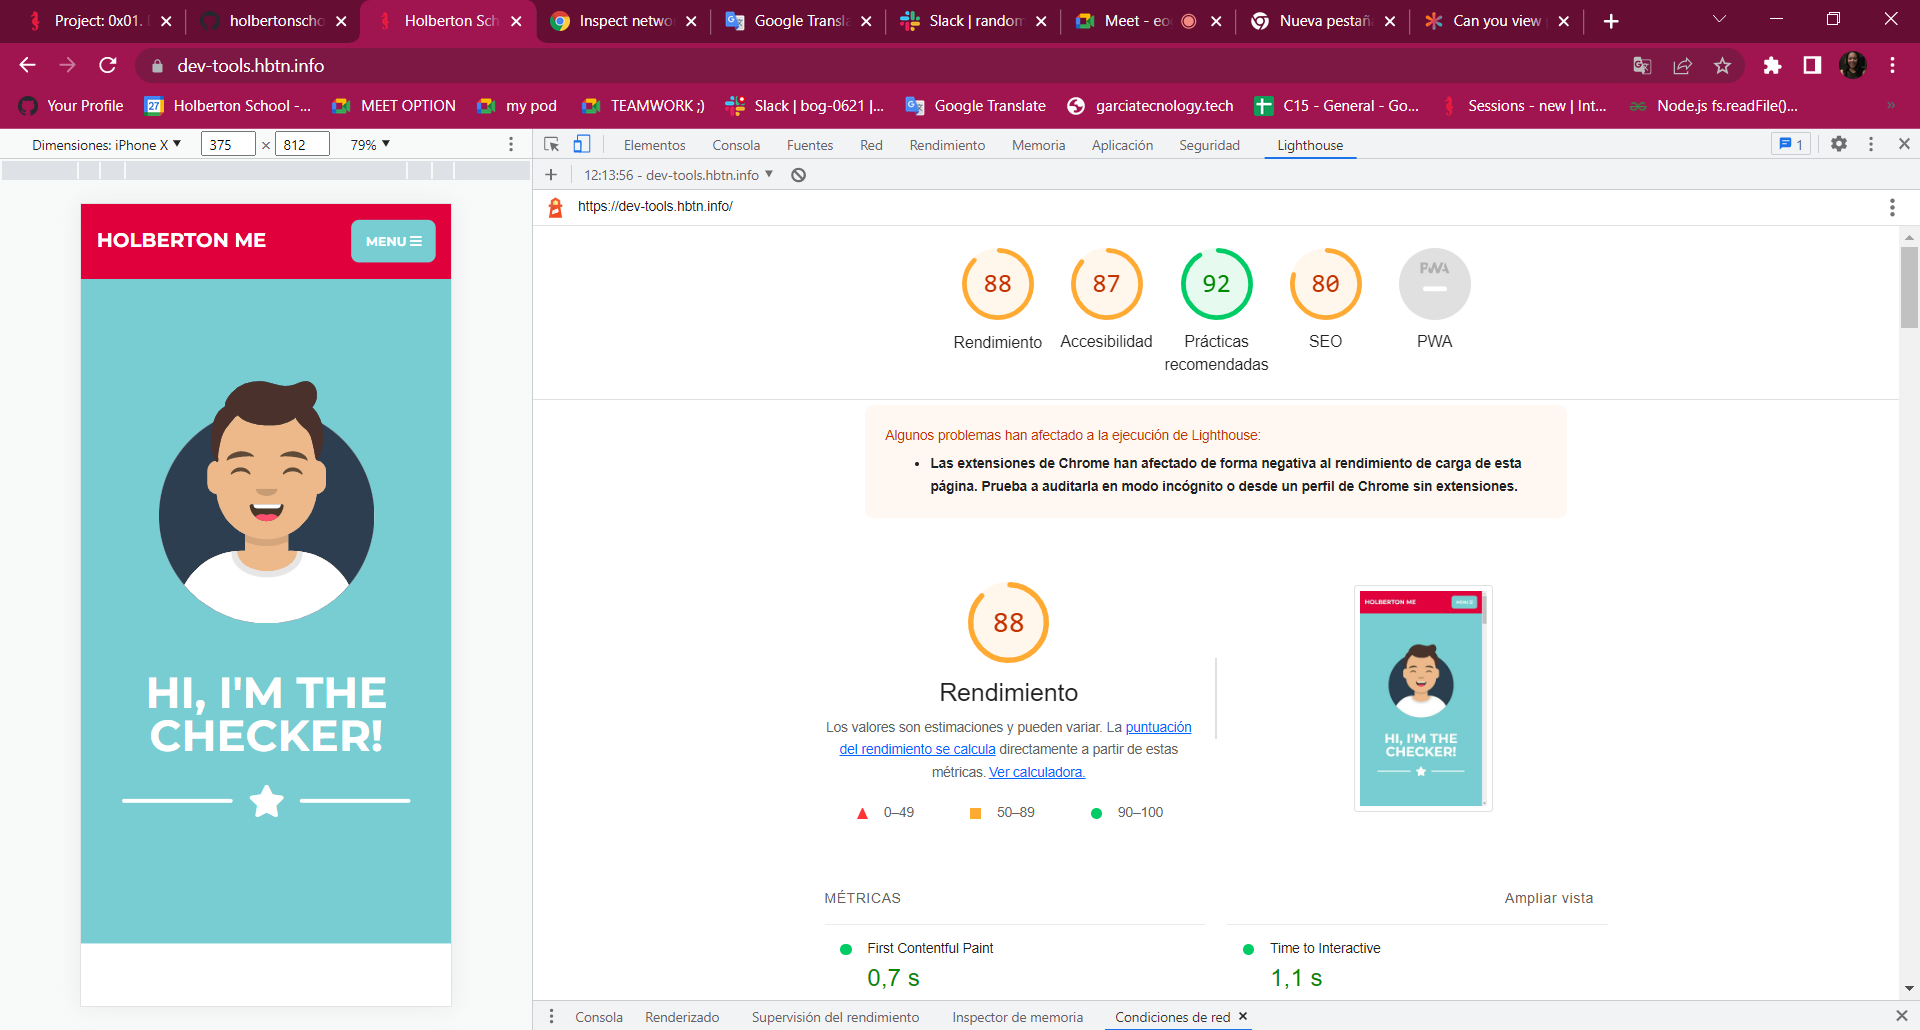 Project: 0x01.
holbertonscho
Holberton Sch
Inspect netwo
Google Transla
Slack | random
Meet - eo
Nueva pestañ
Can you view
dev-tools.hbtn.info
Your Profile
27
Holberton School -...
MEET OPTION
my pod
TEAMWORK ;)
Slack | bog-0621 |...
Google Translate
garciatecnology.tech
C15 - General - Go...
Sessions - new | Int...
Node.js fs.readFile()...
»
Dimensiones: iPhone X
375 × 812
79%
Elementos
Consola
Fuentes
Red
Rendimiento
Memoria
Aplicación
Seguridad
Lighthouse
1
12:13:56 - dev-tools.hbtn.info
https://dev-tools.hbtn.info/
HOLBERTON ME
MENU
HI, I'M THE
CHECKER!
88
Rendimiento
87
Accesibilidad
92
Prácticas
recomendadas
80
SEO
PWA
PWA
Algunos problemas han afectado a la ejecución de Lighthouse:
• Las extensiones de Chrome han afectado de forma negativa al rendimiento de carga de esta
página. Prueba a auditarla en modo incógnito o desde un perfil de Chrome sin extensiones.
88
Rendimiento
Los valores son estimaciones y pueden variar. La puntuación
del rendimiento se calcula directamente a partir de estas
métricas. Ver calculadora.
0–49
50–89
90–100
HOLBERTON ME
MENU
HI, I'M THE
CHECKER!
MÉTRICAS
Ampliar vista
First Contentful Paint
0,7 s
Time to Interactive
1,1 s
Consola
Renderizado
Supervisión del rendimiento
Inspector de memoria
Condiciones de red